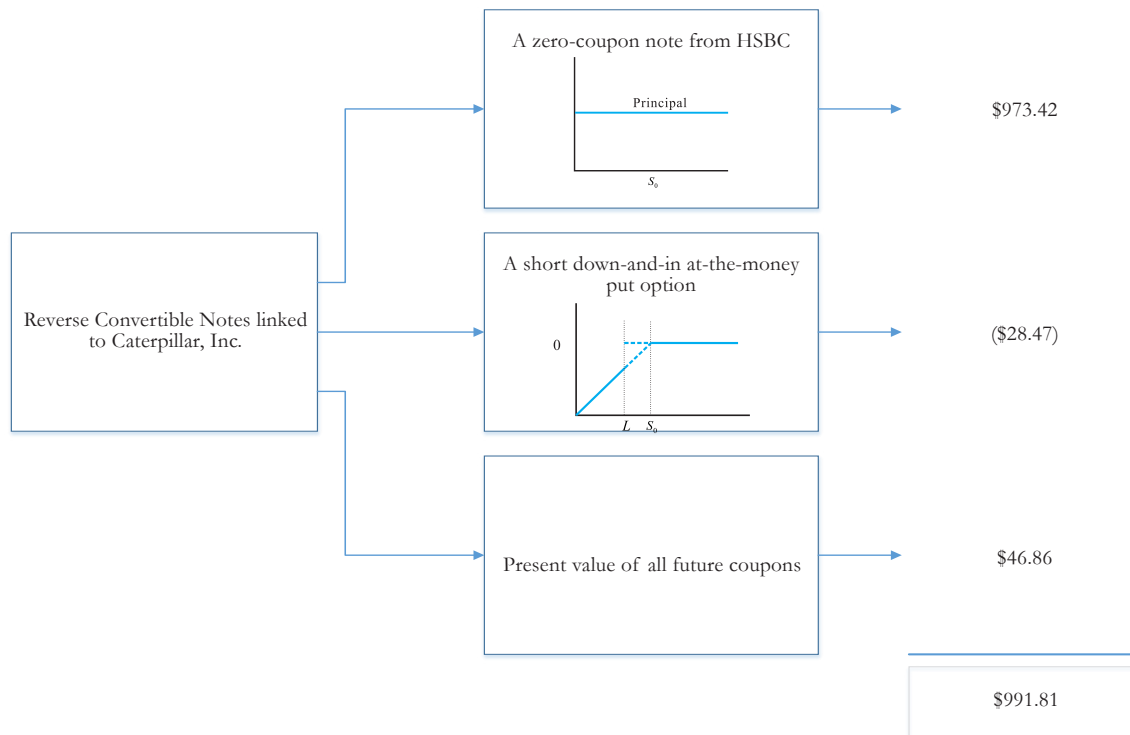 A zero-coupon note from HSBC
Principal
S₀
$973.42
Reverse Convertible Notes linked
to Caterpillar, Inc.
A short down-and-in at-the-money
put option
0
L S₀
($28.47)
Present value of all future coupons
$46.86
$991.81